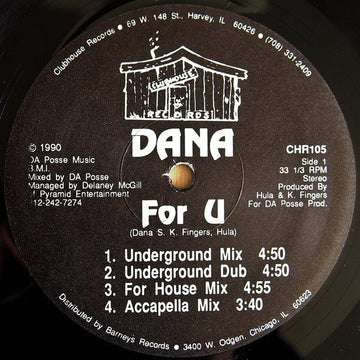 Clubhouse Records • 69 W. 148 St., Harvey, IL 60426 • (708) 331-2409
CLUBHOUSE
RECORDS
DANA
© 1990
DA Posse Music
B.M.I.
Mixed by DA Posse
Managed by Delaney McGill
of Pyramid Entertainment
312-242-7274
CHR105
Side 1
33 1/3 RPM
Stereo
Produced By
Hula & K. Fingers
For DA Posse Prod.
For U
(Dana S. K. Fingers; Hula)
1. Underground Mix 4:50
2. Underground Dub 4:50
3. For House Mix 4:55
4. Accapella Mix 3:40
Distributed by Barneys Records • 3400 W. Odgen, Chicago, IL 60623